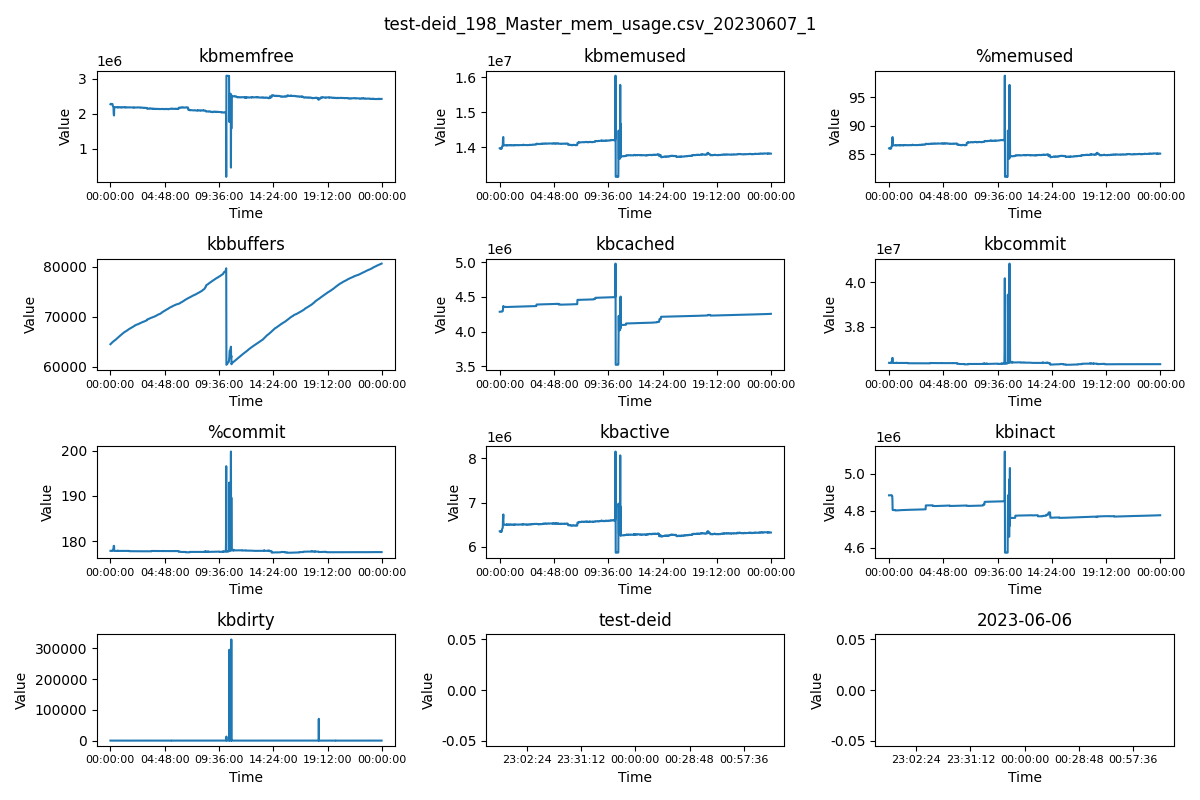 test-deid_198_Master_mem_usage.csv_20230607_1
kbmemfree
kbmemused
%memused
1e6
1e7
3
2
1
Value
00:00:00 04:48:00 09:36:00 14:24:00 19:12:00 00:00:00
Time
1.6
1.5
1.4
Value
00:00:00 04:48:00 09:36:00 14:24:00 19:12:00 00:00:00
Time
95
90
85
Value
00:00:00 04:48:00 09:36:00 14:24:00 19:12:00 00:00:00
Time
kbbuffers
kbcached
kbcommit
1e6
1e7
80000
70000
60000
Value
00:00:00 04:48:00 09:36:00 14:24:00 19:12:00 00:00:00
Time
5.0
4.5
4.0
3.5
Value
00:00:00 04:48:00 09:36:00 14:24:00 19:12:00 00:00:00
Time
4.0
3.8
Value
00:00:00 04:48:00 09:36:00 14:24:00 19:12:00 00:00:00
Time
%commit
kbactive
kbinact
1e6
1e6
200
190
180
Value
00:00:00 04:48:00 09:36:00 14:24:00 19:12:00 00:00:00
Time
8
7
6
Value
00:00:00 04:48:00 09:36:00 14:24:00 19:12:00 00:00:00
Time
5.0
4.8
4.6
Value
00:00:00 04:48:00 09:36:00 14:24:00 19:12:00 00:00:00
Time
kbdirty
test-deid
2023-06-06
300000
200000
100000
0
Value
00:00:00 04:48:00 09:36:00 14:24:00 19:12:00 00:00:00
Time
0.05
0.00
-0.05
Value
23:02:24 23:31:12 00:00:00 00:28:48 00:57:36
Time
0.05
0.00
-0.05
Value
23:02:24 23:31:12 00:00:00 00:28:48 00:57:36
Time